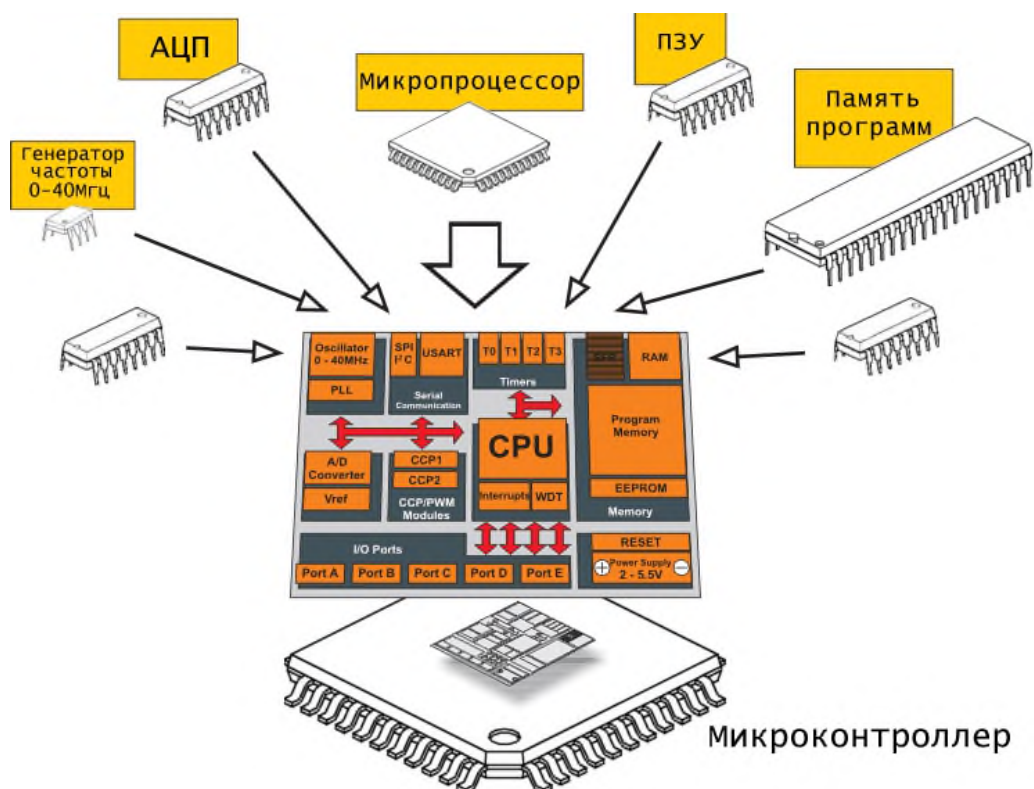 АЦП
Микропроцессор
ПЗУ
Память
программ
Генератор
частоты
0-40Мгц
Oscillator
0 - 40MHz
PLL
SPI
I²C
USART
Serial
Communication
T0 T1 T2 T3
Timers
RAM
Program
Memory
EEPROM
Memory
CPU
Interrupts
WDT
A/D
Converter
Vref
CCP1
CCP2
CCP/PWM
Modules
I/O Ports
Port A Port B Port C Port D Port E
RESET
Power Supply
2 - 5.5V
Микроконтроллер